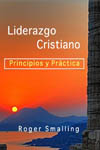 Liderazgo
Cristiano
Principios y Práctica
Roger Smalling